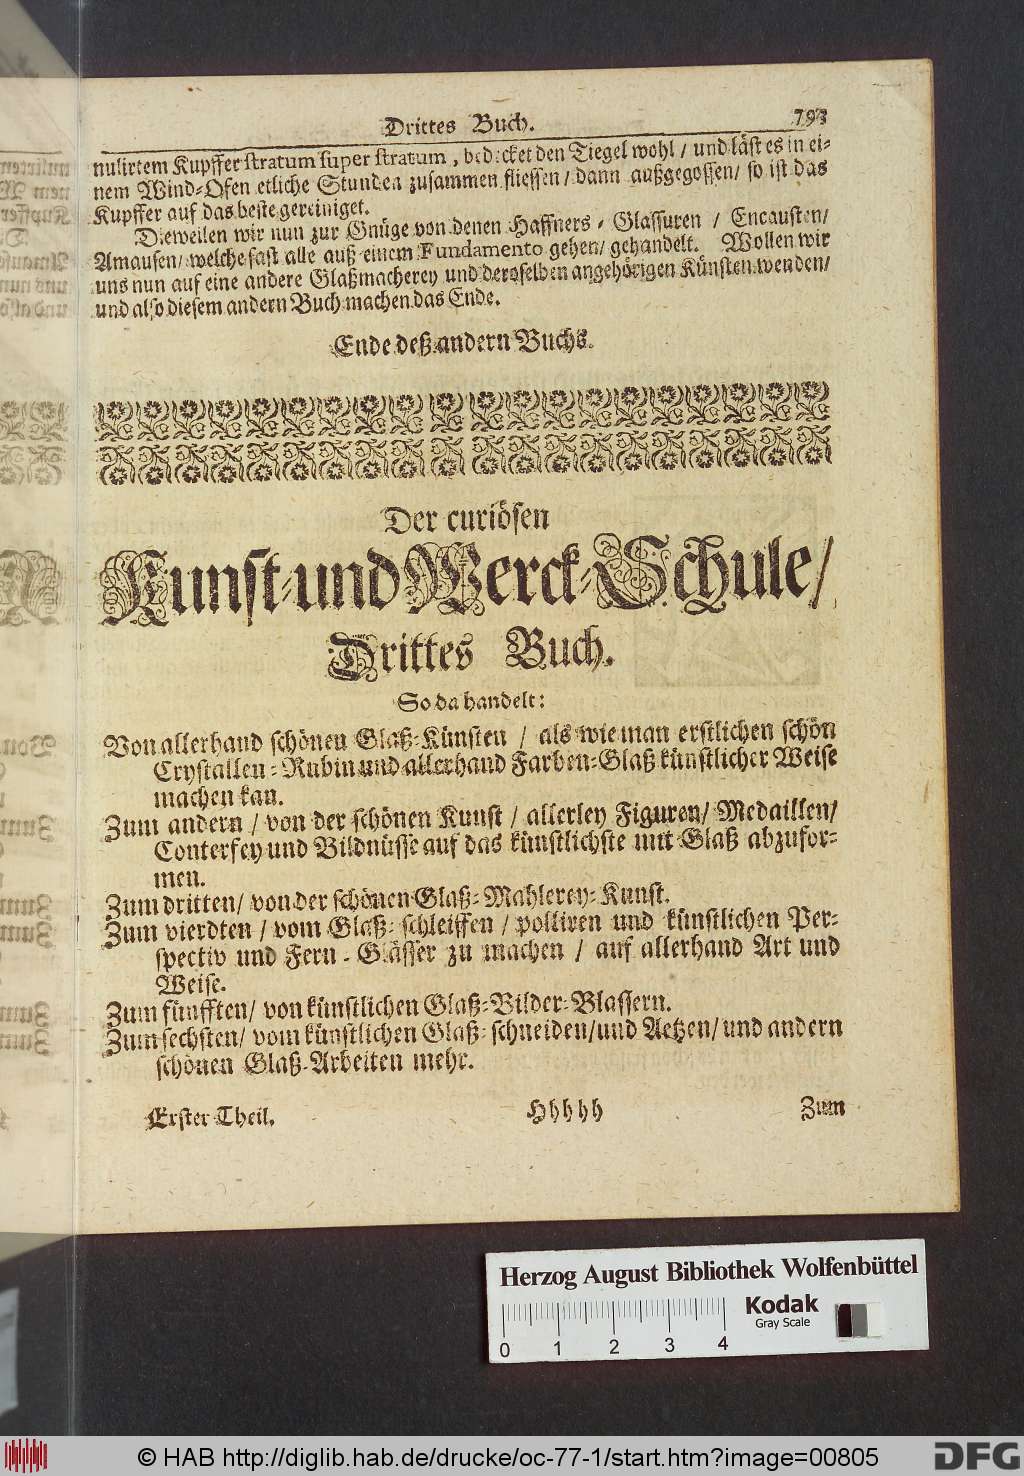 Drittes Buch. 793
nulirtem Kupffer stratum super stratum, bedecket den Tiegel wohl / und läst es in ei-
nem Wind-Ofen etliche Stunden zusammen fliessen / dann außgegossen / so ist das
Kupffer auf das beste gereiniget.
Dieweilen wir nun zur Gnüge von denen Haffners-Glassuren / Encausten /
Amausen / welche fast alle auß einem Fundamento gehen / gehandelt. Wollen wir
uns nun auf eine andere Glaßmacherey und derselben angehörigen Künsten wenden /
und also diesem andern Buch machen das Ende.
Ende deß andern Buchs.
Der curiösen
Kunst- und Werck-Schule /
Drittes Buch.
So da handelt:
Von allerhand schönen Glaß-Künsten / als wie man erstlichen schön
Crystallen-Rubin und allerhand Farben-Glaß künstlicher Weise
machen kan.
Zum andern / von der schönen Kunst / allerley Figuren / Medaillen /
Conterfey und Bildnüsse auf das künstlichste mit Glaß abzufor-
men.
Zum dritten / von der schönen Glaß-Mahlerey-Kunst.
Zum vierdten / vom Glaß-schleiffen / polliren und künstlichen Per-
spectiv und Fern-Glässer zu machen / auf allerhand Art und
Weise.
Zum fünfften / von künstlichen Glaß-Bilder-Blassern.
Zum sechsten / vom künstlichen Glaß-schneiden / und Aetzen / und andern
schönen Glaß-Arbeiten mehr.
Erster Theil. Hhhhh Zum
Herzog August Bibliothek Wolfenbüttel
Kodak
Gray Scale
0 1 2 3 4
© HAB http://diglib.hab.de/drucke/oc-77-1/start.htm?image=00805
DFG